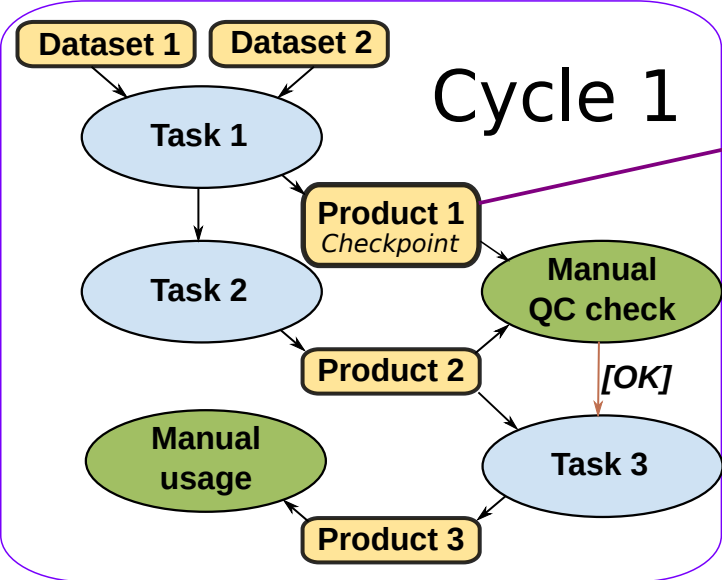 Dataset 1
Dataset 2
Cycle 1
Task 1
Product 1
Checkpoint
Task 2
Manual
QC check
Product 2
[OK]
Manual
usage
Task 3
Product 3